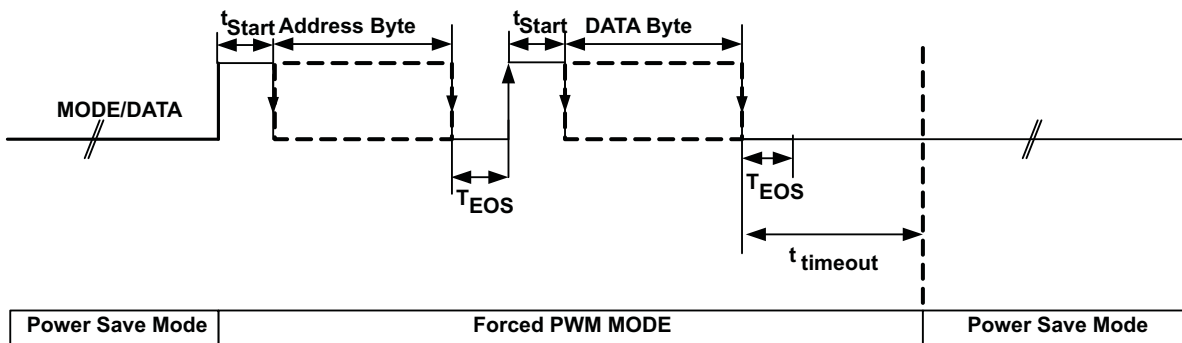 tStart Address Byte tStart DATA Byte
MODE/DATA
TEOS TEOS
t timeout
Power Save Mode Forced PWM MODE Power Save Mode